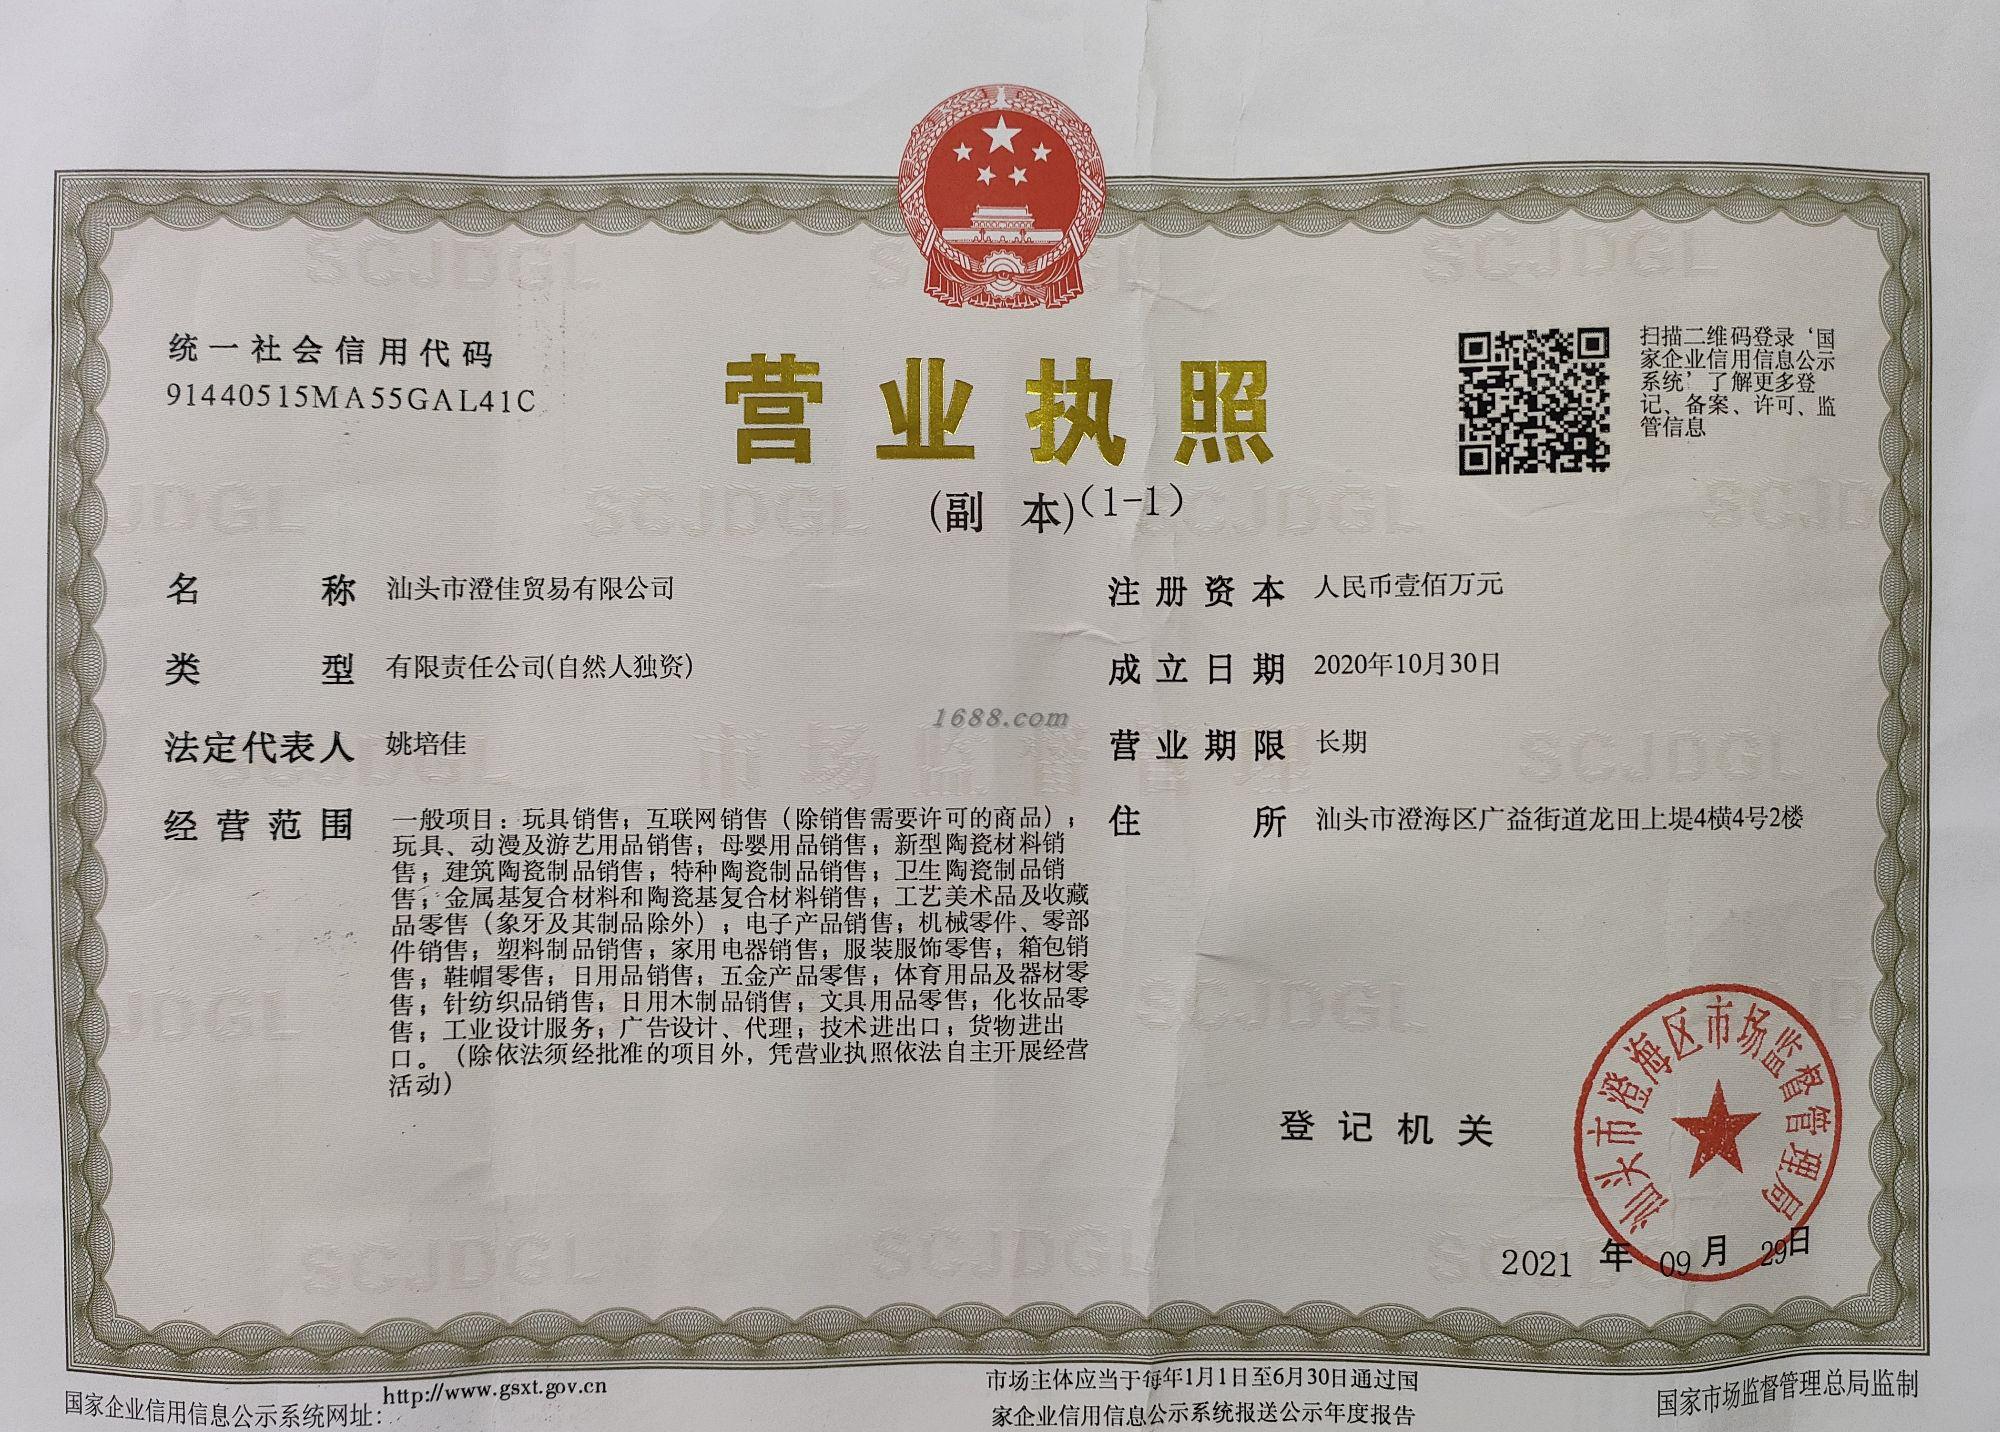 统一社会信用代码
91440515MA55GAL41C
营业执照
(副 本)(1-1)
扫描二维码登录‘国
家企业信用信息公示
系统’了解更多登
记、备案、许可、监
管信息
名称 汕头市澄佳贸易有限公司
类型 有限责任公司(自然人独资)
法定代表人 姚培佳
经营范围 一般项目：玩具销售；互联网销售（除销售需要许可的商品）；
玩具、动漫及游艺用品销售；母婴用品销售；新型陶瓷材料销
售；建筑陶瓷制品销售；特种陶瓷制品销售；卫生陶瓷制品销
售；金属基复合材料和陶瓷基复合材料销售；工艺美术品及收藏
品零售（象牙及其制品除外）；电子产品销售；机械零件、零部
件销售；塑料制品销售；家用电器销售；服装服饰零售；箱包销
售；鞋帽零售；日用品销售；五金产品零售；体育用品及器材零
售；针纺织品销售；日用木制品销售；文具用品零售；化妆品零
售；工业设计服务；广告设计、代理；技术进出口；货物进出
口。（除依法须经批准的项目外，凭营业执照依法自主开展经营
活动）
注册资本 人民币壹佰万元
成立日期 2020年10月30日
营业期限 长期
住所 汕头市澄海区广益街道龙田上堤4横4号2楼
1688.com
SCJDGL
市场监督管理
登记机关
汕头市澄海区市场监督管理局
2021 年 09 月 29日
国家企业信用信息公示系统网址：http://www.gsxt.gov.cn
市场主体应当于每年1月1日至6月30日通过国
家企业信用信息公示系统报送公示年度报告
国家市场监督管理总局监制